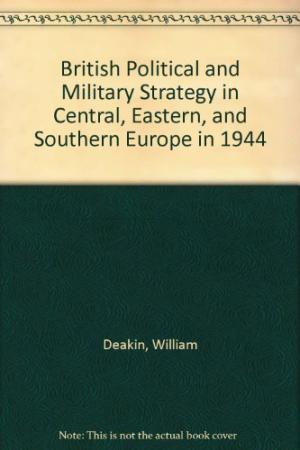 British Political and
Military Strategy in
Central, Eastern, and
Southern Europe in 1944
Deakin, William
Note: This is not the actual book cover